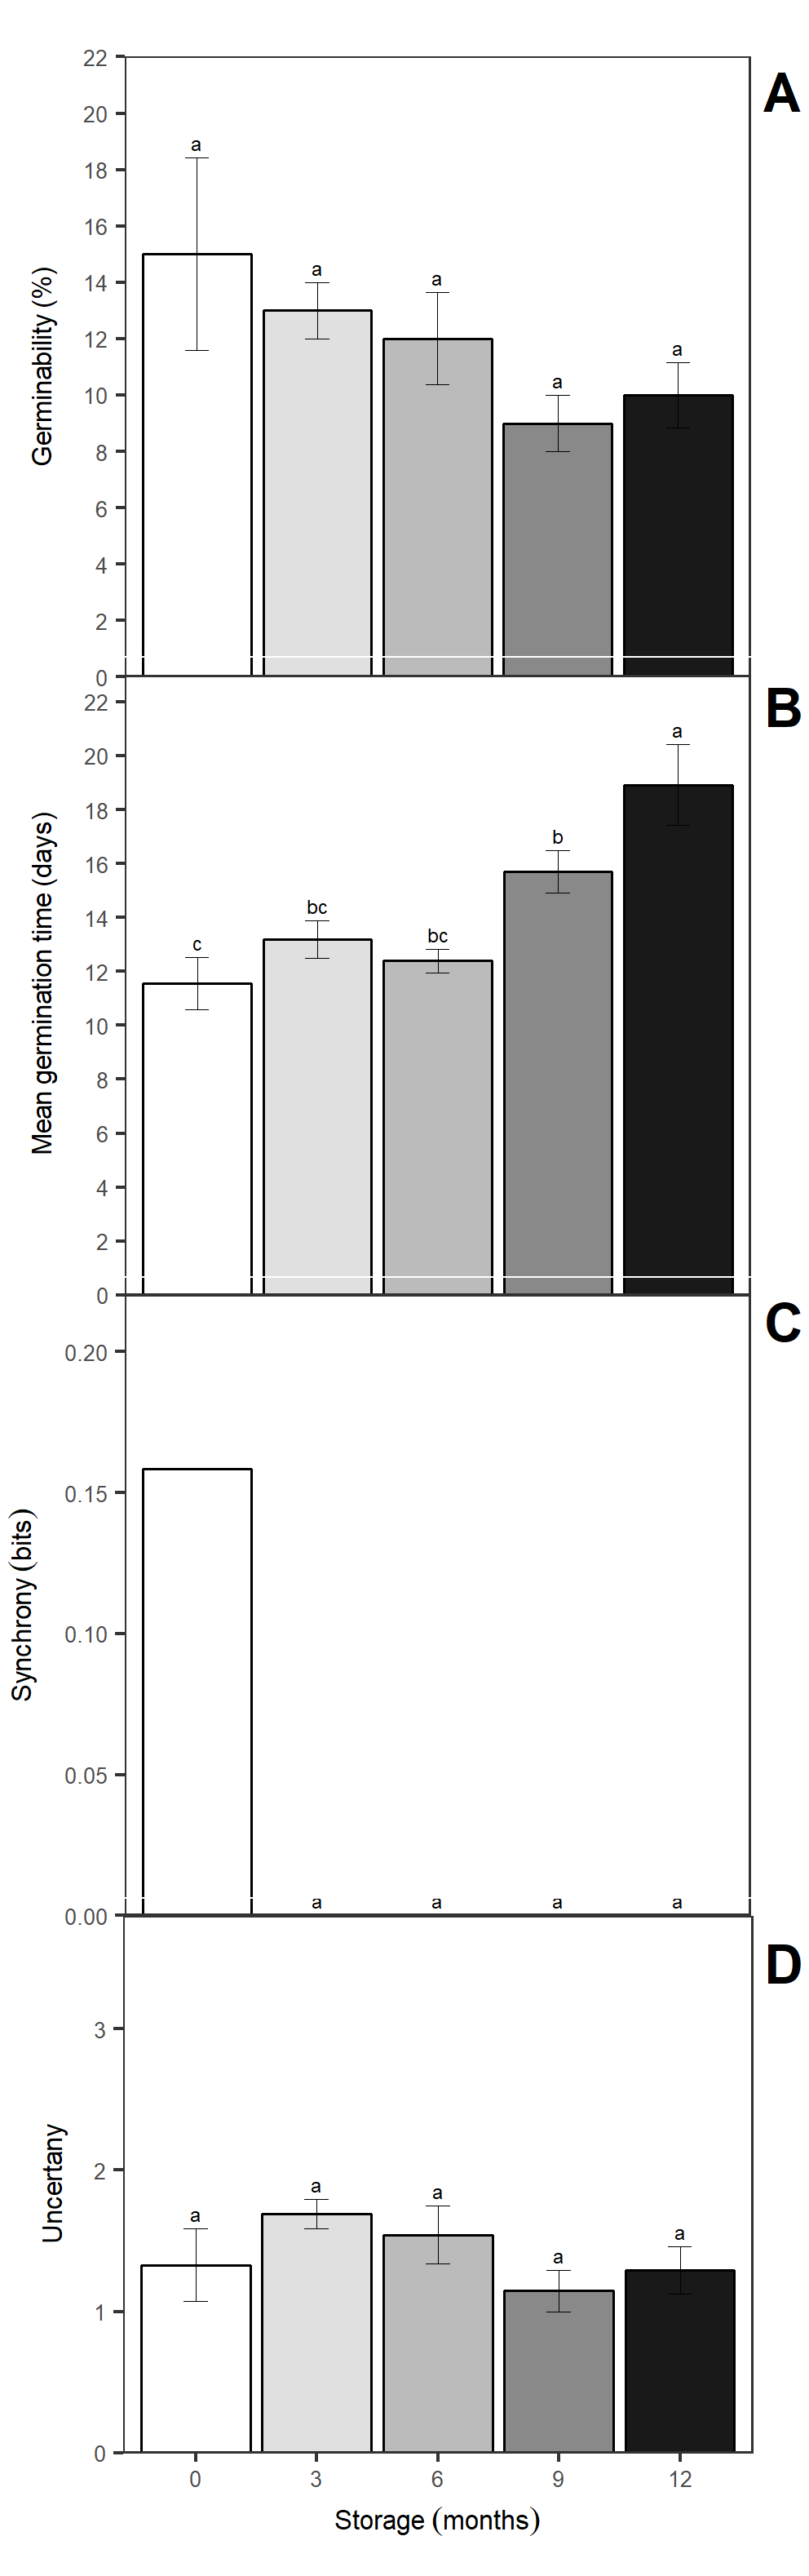 A
Germinability (%)
22
20
18
16
14
12
10
8
6
4
2
0
a
a
a
a
a
B
Mean germination time (days)
22
20
18
16
14
12
10
8
6
4
2
0
c
bc
bc
b
a
C
Synchrony (bits)
0.20
0.15
0.10
0.05
0.00
a
a
a
a
D
Uncertany
3
2
1
0
a
a
a
a
a
0 3 6 9 12
Storage (months)